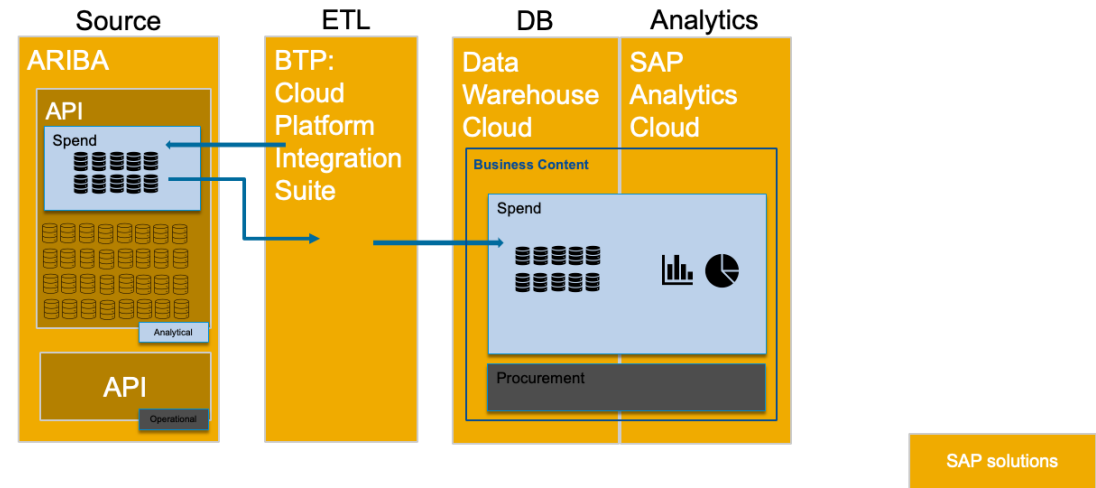 Source
ETL
DB
Analytics
ARIBA
API
Spend
Analytical
API
Operational
BTP:
Cloud
Platform
Integration
Suite
Data
Warehouse
Cloud
SAP
Analytics
Cloud
Business Content
Spend
Procurement
SAP solutions